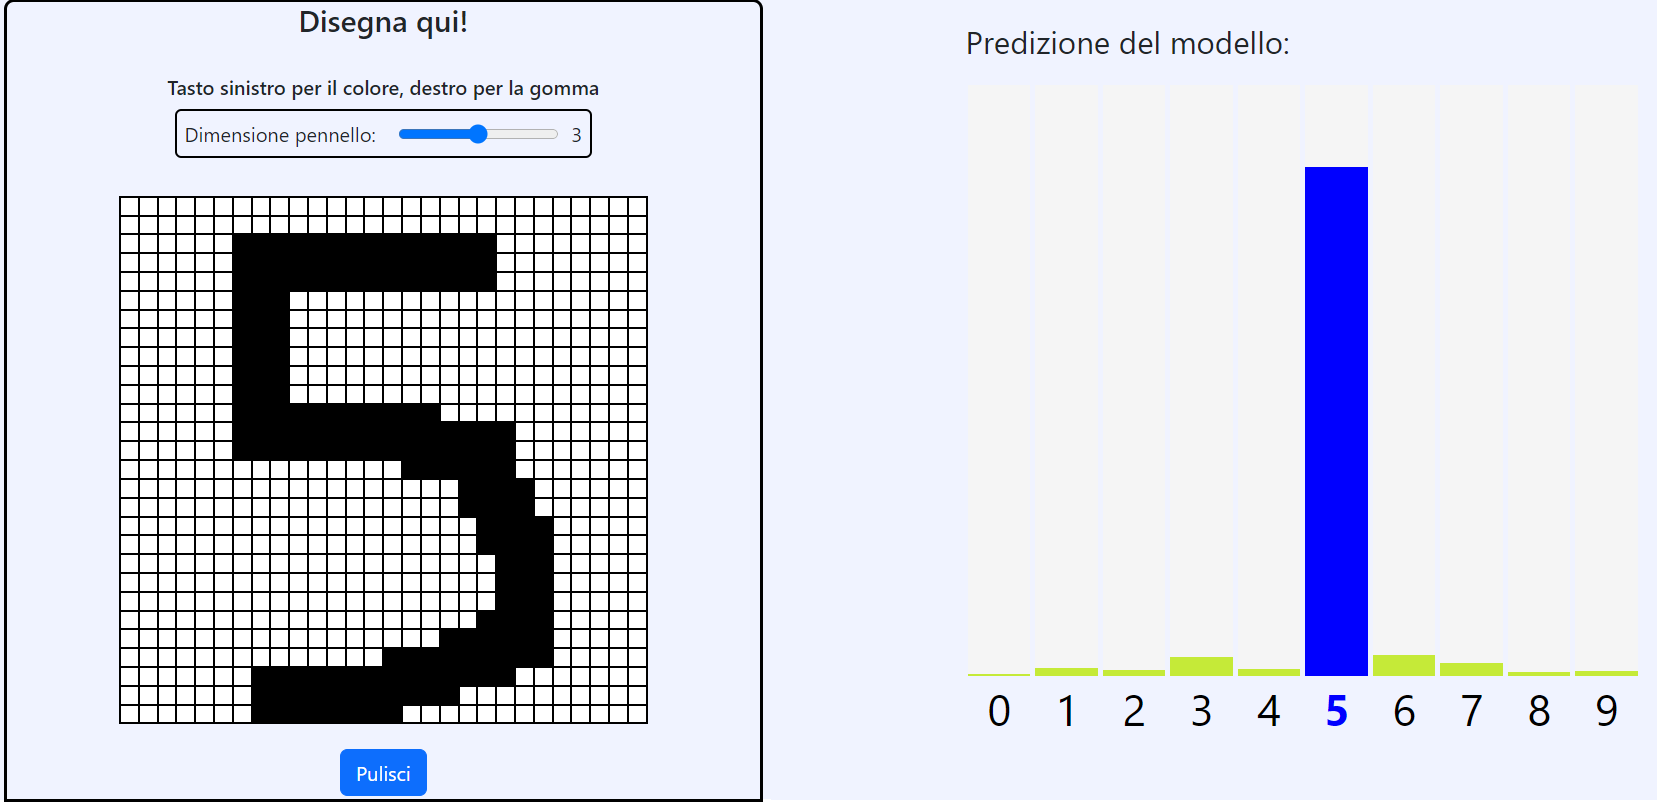 Disegna qui!
Tasto sinistro per il colore, destro per la gomma
Dimensione pennello: 3
5
Pulisci
Predizione del modello:
0 1 2 3 4 5 6 7 8 9